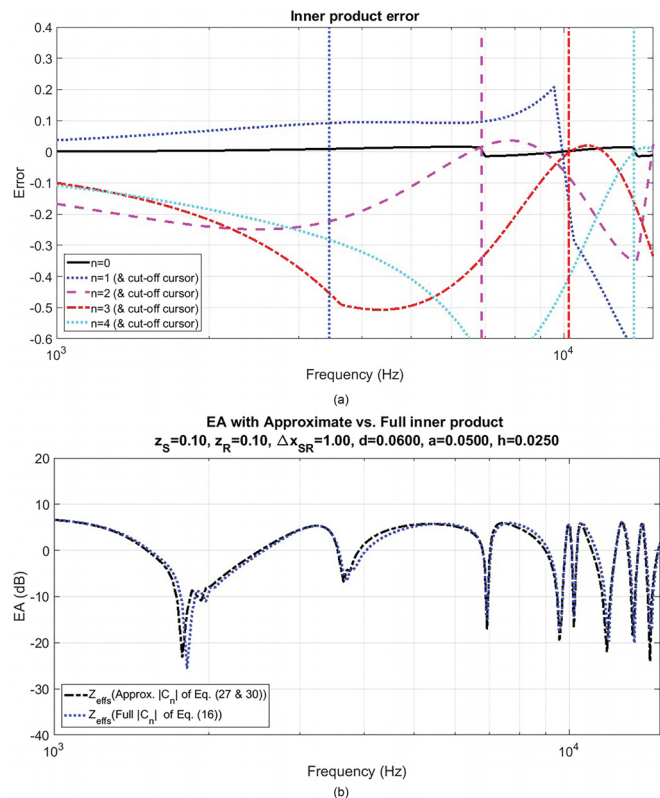 Inner product error
0.4
0.3
0.2
0.1
0
-0.1
-0.2
-0.3
-0.4
-0.5
-0.6
Error
n=0
n=1 (& cut-off cursor)
n=2 (& cut-off cursor)
n=3 (& cut-off cursor)
n=4 (& cut-off cursor)
10³
10⁴
Frequency (Hz)
(a)
EA with Approximate vs. Full inner product
z_S=0.10, z_R=0.10, △x_SR=1.00, d=0.0600, a=0.0500, h=0.0250
20
10
0
-10
-20
-30
-40
EA (dB)
Z_effs(Approx. |C_n| of Eq. (27 & 30))
Z_effs(Full |C_n| of Eq. (16))
10³
10⁴
Frequency (Hz)
(b)